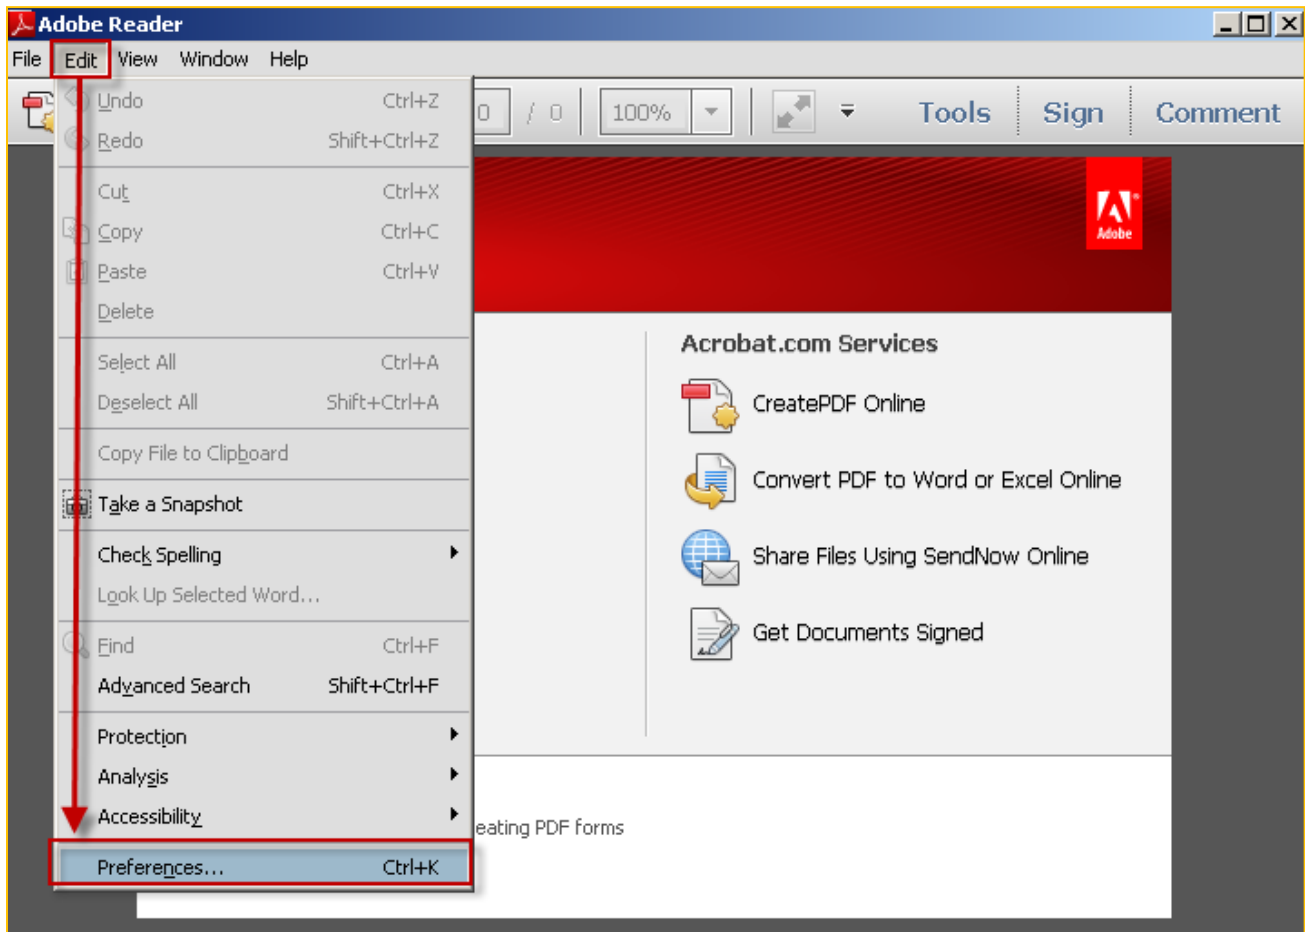 Adobe Reader
File Edit View Window Help
Undo Ctrl+Z
Redo Shift+Ctrl+Z
Cut Ctrl+X
Copy Ctrl+C
Paste Ctrl+V
Delete
Select All Ctrl+A
Deselect All Shift+Ctrl+A
Copy File to Clipboard
Take a Snapshot
Check Spelling
Look Up Selected Word...
Find Ctrl+F
Advanced Search Shift+Ctrl+F
Protection
Analysis
Accessibility
Preferences... Ctrl+K
0 / 0 100% Tools Sign Comment
Adobe
Acrobat.com Services
CreatePDF Online
Convert PDF to Word or Excel Online
Share Files Using SendNow Online
Get Documents Signed
eating PDF forms